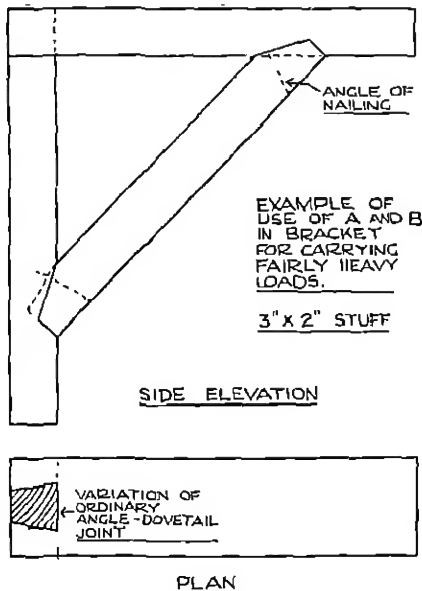 ANGLE OF
NAILING
EXAMPLE OF
USE OF A AND B
IN BRACKET
FOR CARRYING
FAIRLY HEAVY
LOADS.
3" X 2" STUFF
SIDE ELEVATION
VARIATION OF
ORDINARY
ANGLE-DOVETAIL
JOINT
PLAN